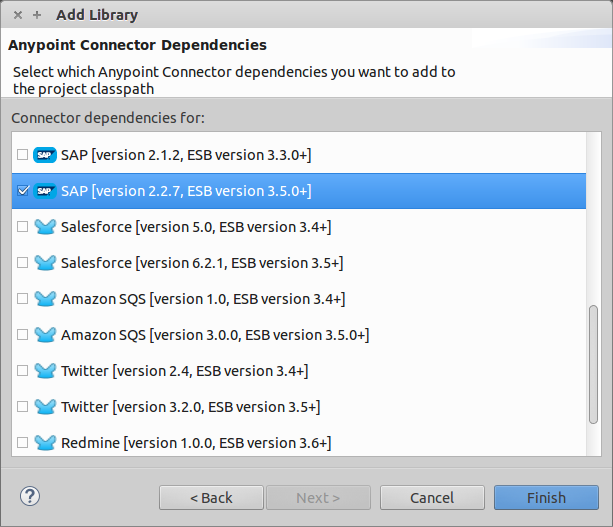 Add Library
Anypoint Connector Dependencies
Select which Anypoint Connector dependencies you want to add to
the project classpath
Connector dependencies for:
SAP SAP [version 2.1.2, ESB version 3.3.0+]
SAP SAP [version 2.2.7, ESB version 3.5.0+]
Salesforce [version 5.0, ESB version 3.4+]
Salesforce [version 6.2.1, ESB version 3.5+]
Amazon SQS [version 1.0, ESB version 3.4+]
Amazon SQS [version 3.0.0, ESB version 3.5.0+]
Twitter [version 2.4, ESB version 3.4+]
Twitter [version 3.2.0, ESB version 3.5+]
Redmine [version 1.0.0, ESB version 3.6+]
? < Back Next > Cancel Finish